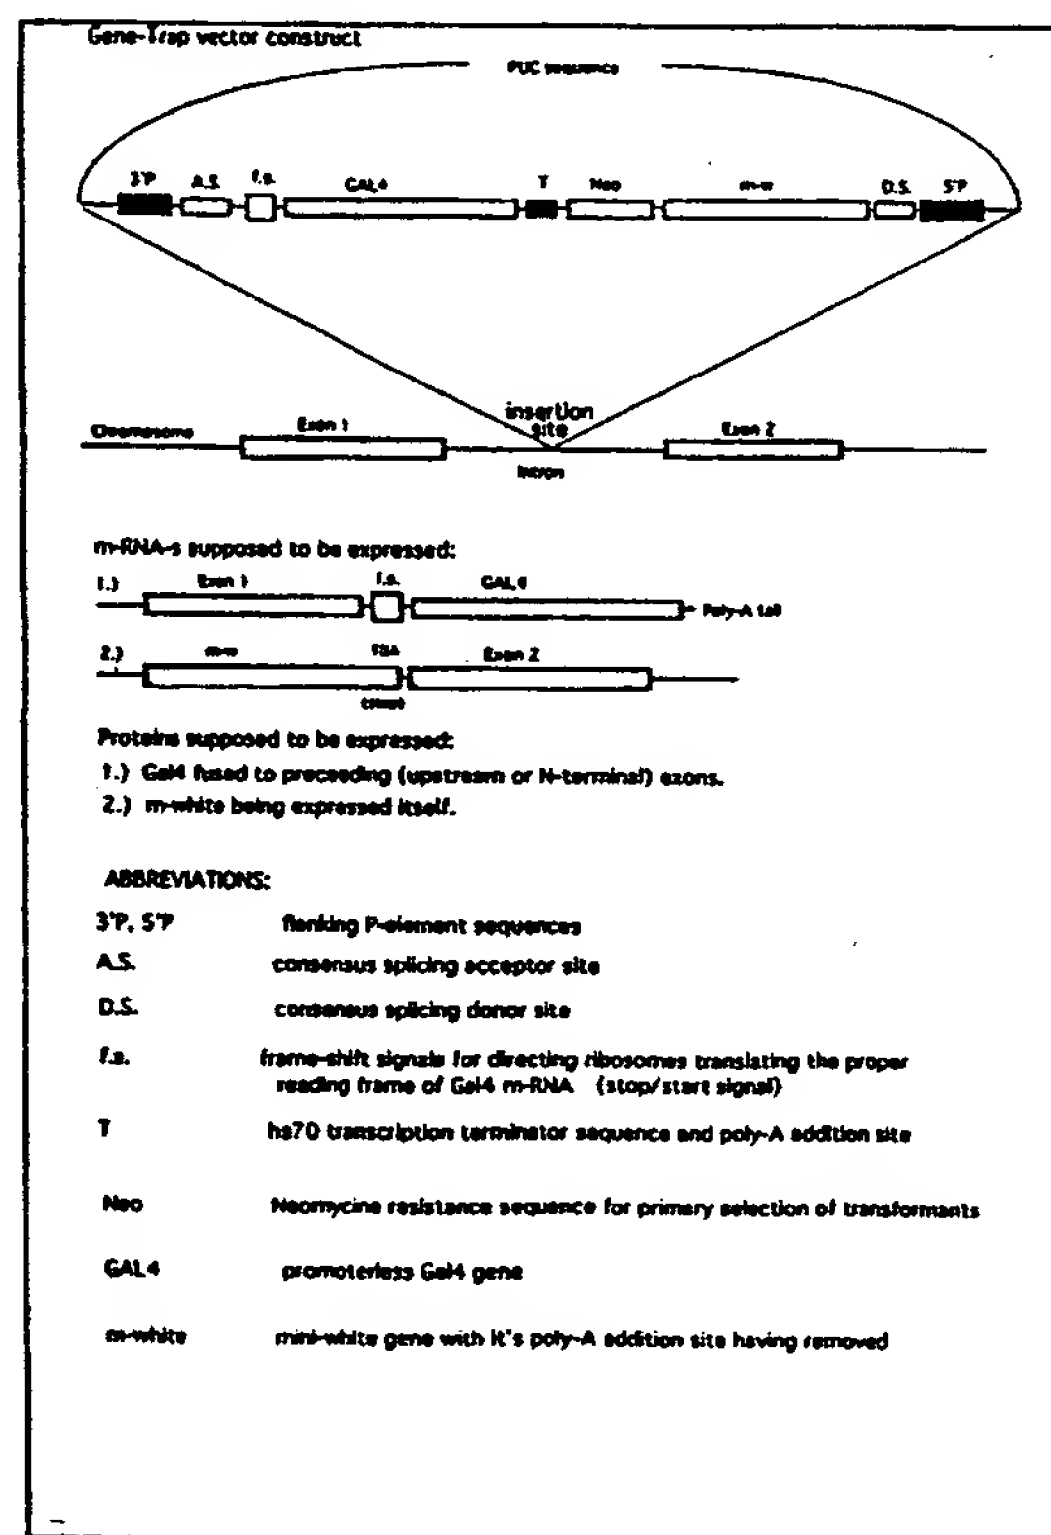 Gene-Trap vector construct
PUC sequence
3'P A.S. f.s. GAL4 T Neo m-w D.S. 5'P
insertion
site
Chromosome Exon 1 Exon 2
intron
m-RNA-s supposed to be expressed:
1.) Exon 1 f.s. GAL4 Poly-A tail
2.) m-w Exon 2
Proteins supposed to be expressed:
1.) Gal4 fused to preceeding (upstream or N-terminal) exons.
2.) m-white being expressed itself.
ABBREVIATIONS:
3'P, 5'P flanking P-element sequences
A.S. consensus splicing acceptor site
D.S. consensus splicing donor site
f.s. frame-shift signals for directing ribosomes translating the proper
reading frame of Gal4 m-RNA (stop/start signal)
T hs70 transcription terminator sequence and poly-A addition site
Neo Neomycine resistance sequence for primary selection of transformants
GAL4 promoterless Gal4 gene
m-white mini-white gene with it's poly-A addition site having removed